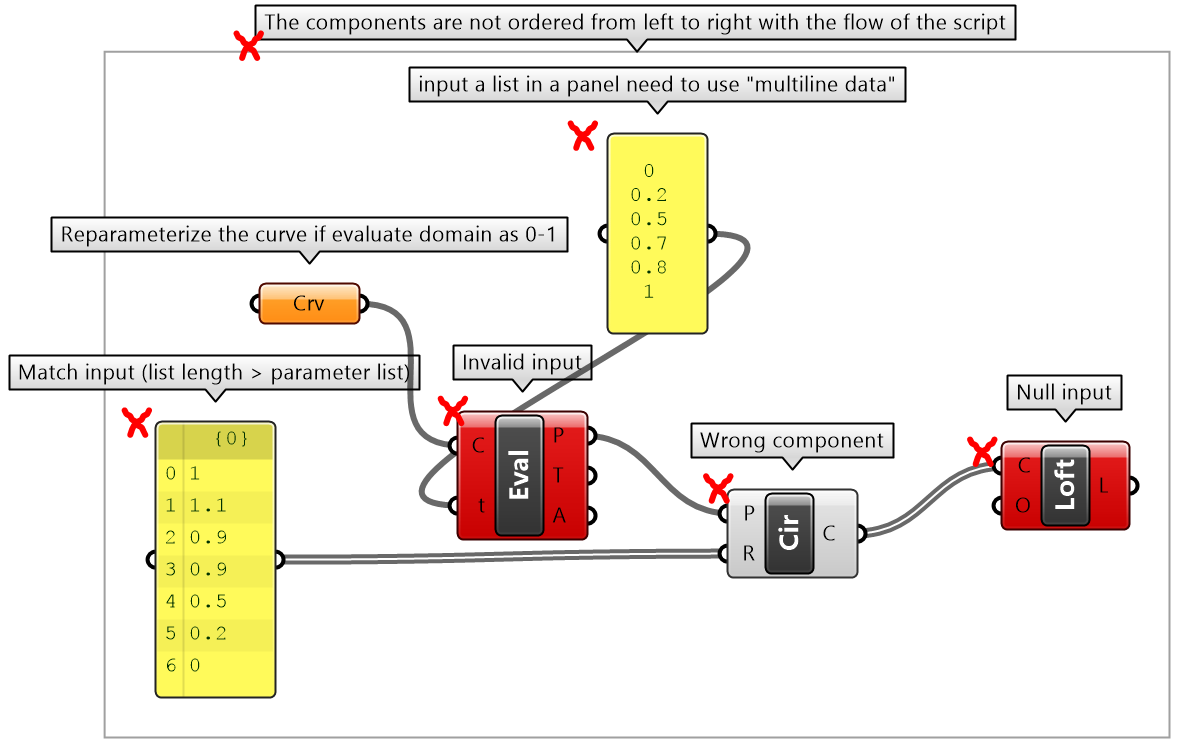 The components are not ordered from left to right with the flow of the script
input a list in a panel need to use "multiline data"
0
0.2
0.5
0.7
0.8
1
Reparameterize the curve if evaluate domain as 0-1
Crv
Match input (list length > parameter list)
{0}
0 1
1 1.1
2 0.9
3 0.9
4 0.5
5 0.2
6 0
Invalid input
C
t
Eval
P
T
A
Wrong component
P
R
Cir
C
Null input
C
O
Loft
L